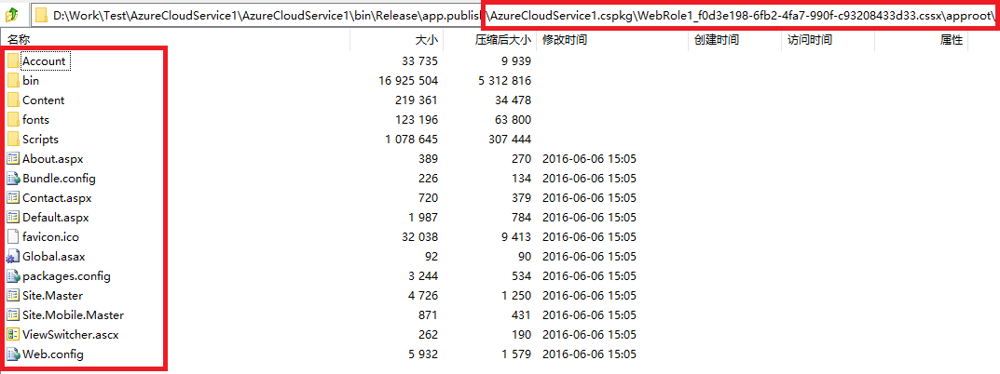 D:\Work\Test\AzureCloudService1\AzureCloudService1\bin\Release\app.publish\AzureCloudService1.cspkg\WebRole1_f0d3e198-6fb2-4fa7-990f-c93208433d33.cssx\approot\
名称 大小 压缩后大小 修改时间 创建时间 访问时间 属性
Account 33 735 9 939
bin 16 925 504 5 312 816
Content 219 361 34 478
fonts 123 196 63 800
Scripts 1 078 645 307 444
About.aspx 389 270 2016-06-06 15:05
Bundle.config 226 134 2016-06-06 15:05
Contact.aspx 720 379 2016-06-06 15:05
Default.aspx 1 987 784 2016-06-06 15:05
favicon.ico 32 038 9 413 2016-06-06 15:05
Global.asax 92 90 2016-06-06 15:05
packages.config 3 244 534 2016-06-06 15:05
Site.Master 4 726 1 250 2016-06-06 15:05
Site.Mobile.Master 871 431 2016-06-06 15:05
ViewSwitcher.ascx 262 190 2016-06-06 15:05
Web.config 5 932 1 579 2016-06-06 15:05